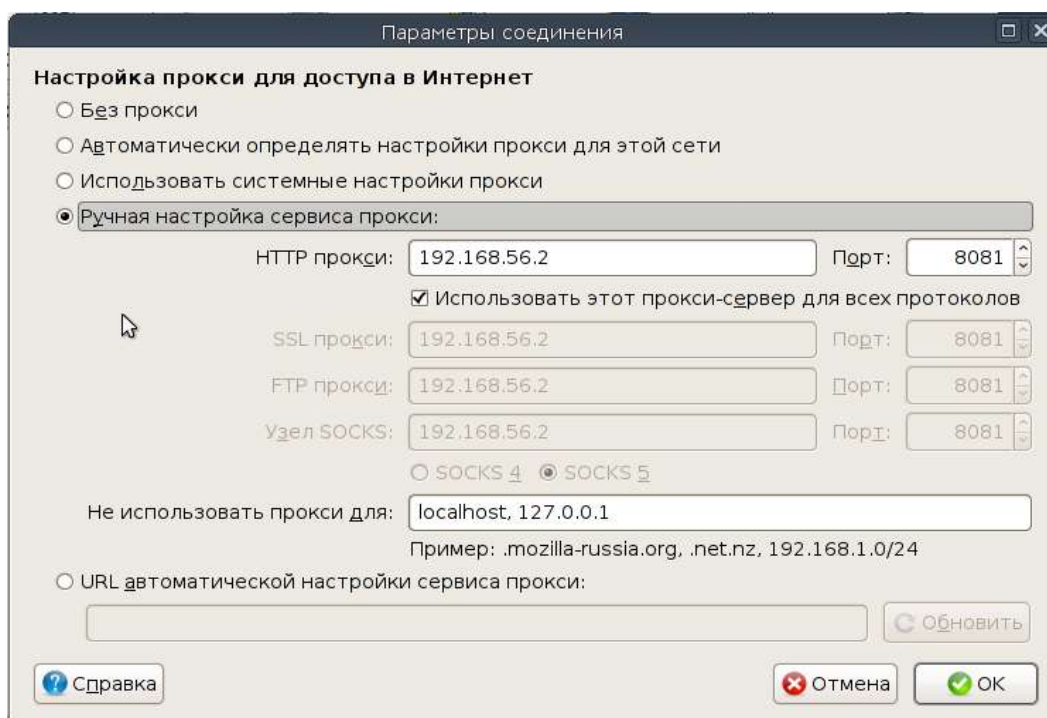 Параметры соединения
Настройка прокси для доступа в Интернет
Без прокси
Автоматически определять настройки прокси для этой сети
Использовать системные настройки прокси
Ручная настройка сервиса прокси:
HTTP прокси: 192.168.56.2 Порт: 8081
Использовать этот прокси-сервер для всех протоколов
SSL прокси: 192.168.56.2 Порт: 8081
FTP прокси: 192.168.56.2 Порт: 8081
Узел SOCKS: 192.168.56.2 Порт: 8081
SOCKS 4 SOCKS 5
Не использовать прокси для: localhost, 127.0.0.1
Пример: .mozilla-russia.org, .net.nz, 192.168.1.0/24
URL автоматической настройки сервиса прокси:
Обновить
Справка Отмена OK